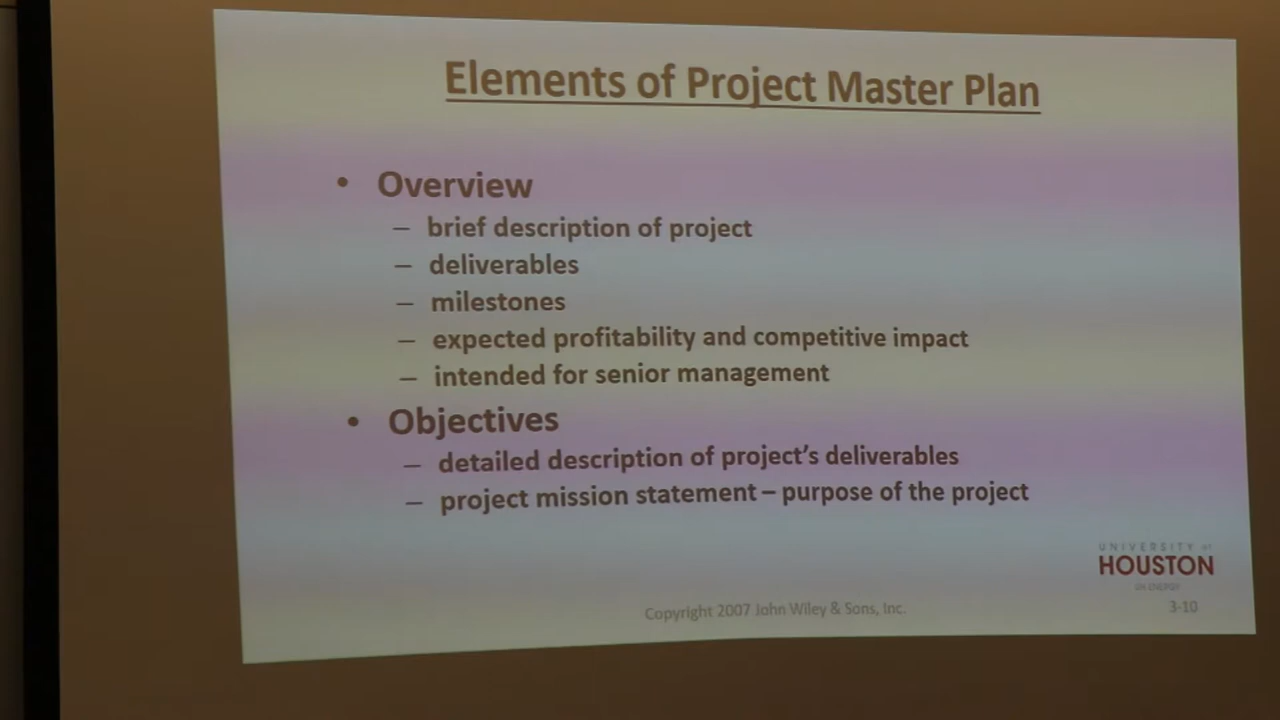 Elements of Project Master Plan
• Overview
– brief description of project
– deliverables
– milestones
– expected profitability and competitive impact
– intended for senior management
• Objectives
– detailed description of project’s deliverables
– project mission statement – purpose of the project
UNIVERSITY of
HOUSTON
UH ENERGY
Copyright 2007 John Wiley & Sons, Inc.
3-10